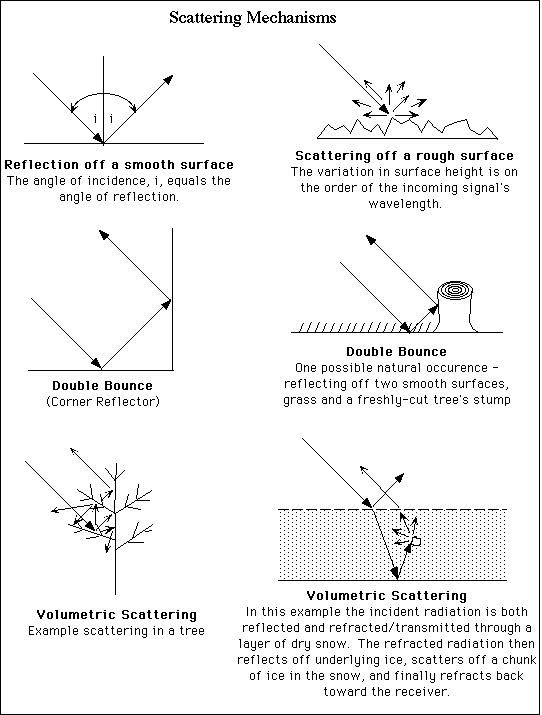 Scattering Mechanisms
i i
Reflection off a smooth surface
The angle of incidence, i, equals the
angle of reflection.
Scattering off a rough surface
The variation in surface height is on
the order of the incoming signal's
wavelength.
Double Bounce
(Corner Reflector)
Double Bounce
One possible natural occurence -
reflecting off two smooth surfaces,
grass and a freshly-cut tree's stump
Volumetric Scattering
Example scattering in a tree
Volumetric Scattering
In this example the incident radiation is both
reflected and refracted/transmitted through a
layer of dry snow. The refracted radiation then
reflects off underlying ice, scatters off a chunk
of ice in the snow, and finally refracts back
toward the receiver.